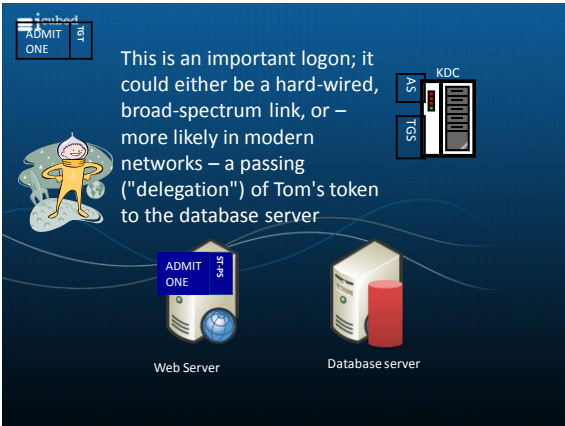 icubed
ADMIT
ONE
TGT
This is an important logon; it
could either be a hard-wired,
broad-spectrum link, or –
more likely in modern
networks – a passing
("delegation") of Tom's token
to the database server
KDC
AS
TGS
ADMIT
ONE
ST-PS
Web Server
Database server